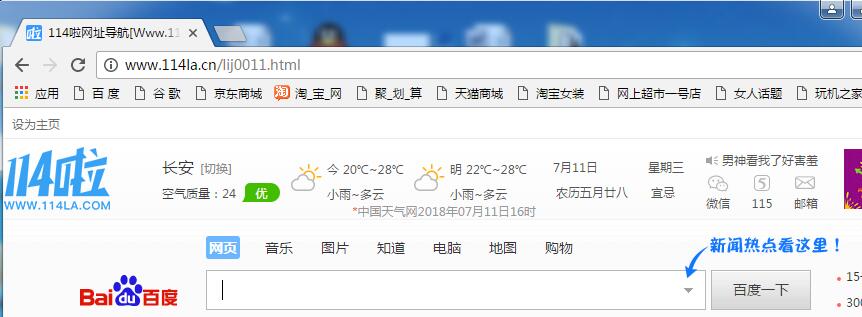 114啦网址导航[Www.11
www.114la.cn/lij0011.html
应用 百 度 谷 歌 京东商城 淘 淘_宝_网 聚_划_算 天猫商城 淘宝女装 网上超市一号店 女人话题 玩机之家
设为主页
114啦
WWW.114LA.COM
长安 [切换]
空气质量：24 优
今 20℃~28℃
小雨~多云
明 22℃~28℃
小雨~多云
*中国天气网2018年07月11日16时
7月11日 星期三
农历五月廿八 宜忌
男神看我了好害羞
微信 115 邮箱
网页 音乐 图片 知道 电脑 地图 购物
新闻热点看这里！
Bai du 百度
百度一下
15-
300